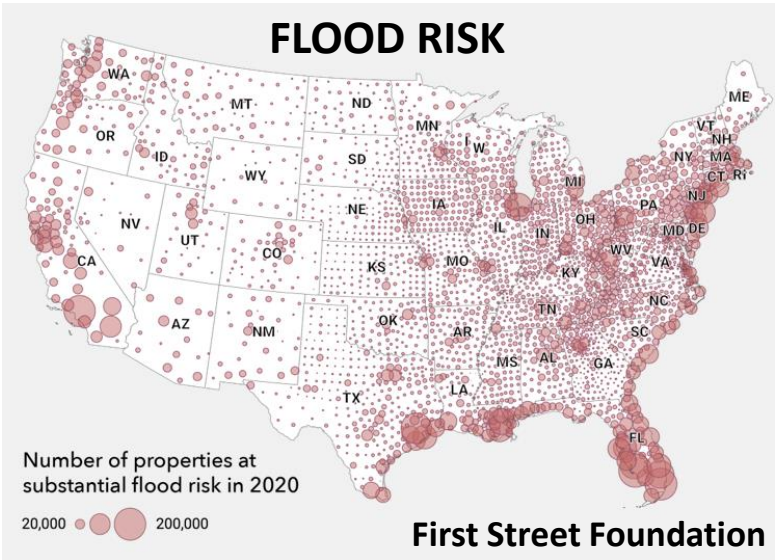 FLOOD RISK
WA
MT
ND
MN
ME
VT
NH
OR
ID
SD
I
W
NY
MA
CT
Ri
WY
MI
IA
NE
PA
NJ
NV
UT
CO
IL
IN
OH
MD
DE
WV
CA
KS
MO
KY
VA
AZ
NM
OK
AR
TN
NC
SC
MS
AL
GA
TX
LA
FL
Number of properties at
substantial flood risk in 2020
20,000
200,000
First Street Foundation